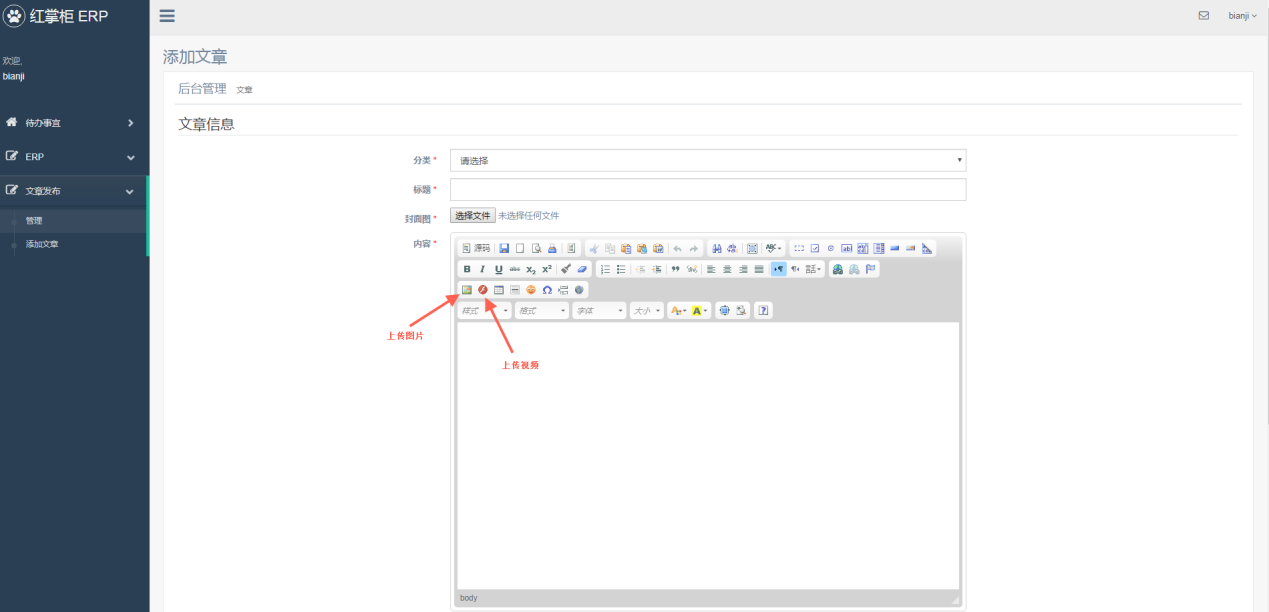 红掌柜 ERP
bianji
欢迎,
bianji
待办事宜
ERP
文章发布
管理
添加文章
添加文章
后台管理 文章
文章信息
分类 *
请选择
标题 *
封面图 *
选择文件 未选择任何文件
内容 *
源码
ABC
B I U abc x₂ x²
样式 格式 字体 大小 A A ?
上传图片
上传视频
body